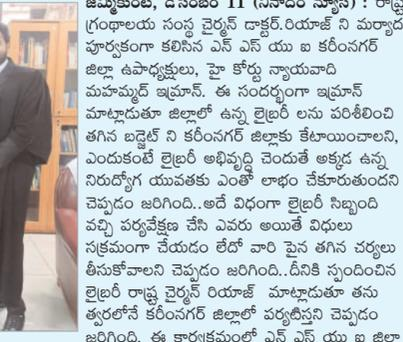 జమ్మికుంట, డిసెంబర్ 11 (నినాదం న్యూస్) : రాష్ట్ర
గ్రంథాలయ సంస్థ చైర్మన్ డాక్టర్.రియాజ్ ని మర్యాద
పూర్వకంగా కలిసిన ఎన్ ఎస్ యు ఐ కరీంనగర్
జిల్లా ఉపాధ్యక్షులు, హై కోర్టు న్యాయవాది
మహమ్మద్ ఇమ్రాన్. ఈ సందర్భంగా ఇమ్రాన్
మాట్లాడుతూ జిల్లాలో ఉన్న లైబ్రరీ లను పరిశీలించి
తగిన బడ్జెట్ ని కరీంనగర్ జిల్లాకు కేటాయించాలని,
ఎందుకంటే లైబ్రరీ అభివృద్ధి చెందుతే అక్కడ ఉన్న
నిరుద్యోగ యువతకు ఎంతో లాభం చేకూరుతుందని
చెప్పడం జరిగింది..అదే విధంగా లైబ్రరీ సిబ్బంది
వచ్చి పర్యవేక్షణ చేసి ఎవరు అయితే విధులు
సక్రమంగా చేయడం లేదో వారి పైన తగిన చర్యలు
తీసుకోవాలని చెప్పడం జరిగింది..దీనికి స్పందించిన
లైబ్రరీ రాష్ట్ర చైర్మన్ రియాజ్ మాట్లాడుతూ తను
త్వరలోనే కరీంనగర్ జిల్లాలో పర్యటిస్తని చెప్పడం
జరిగింది. ఈ కార్యక్రమంలో ఎన్ ఎస్ యు ఐ జిల్లా